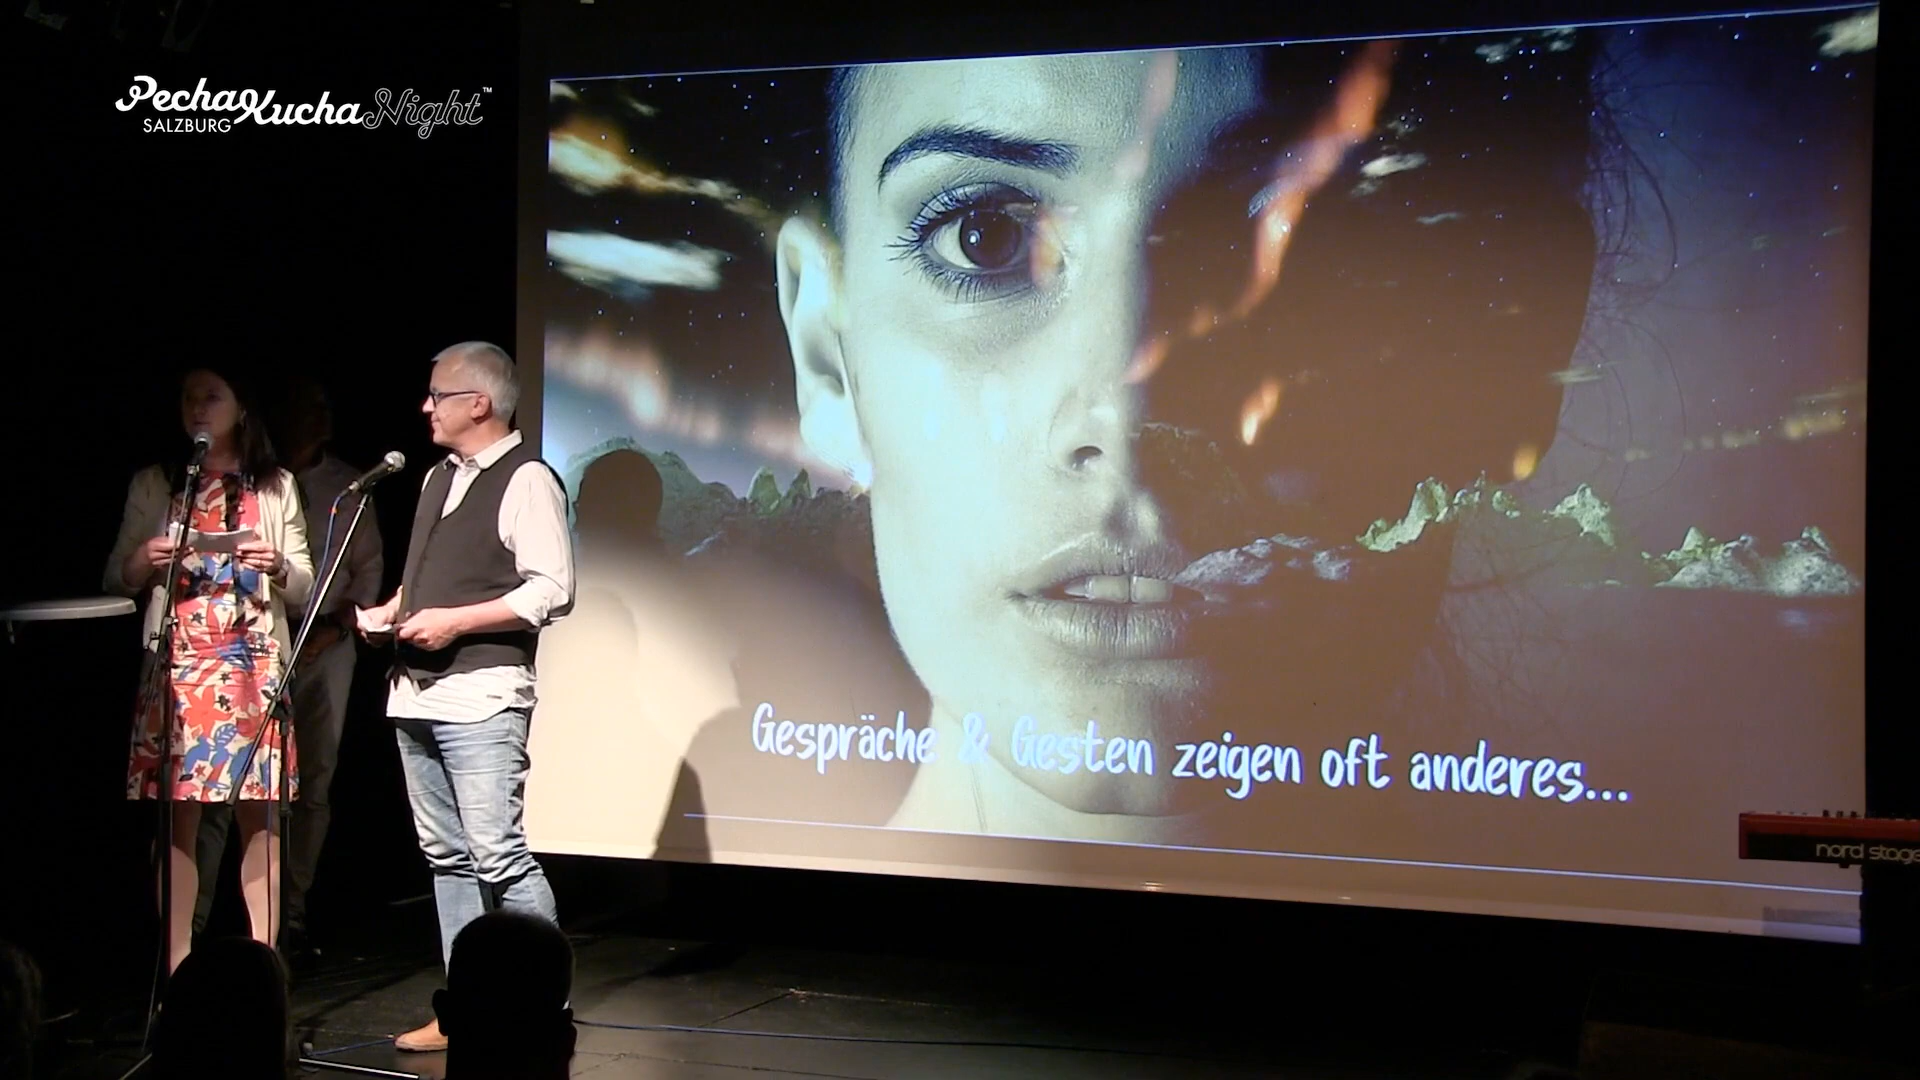 PechaKucha Night™
SALZBURG
Gespräche & Gesten zeigen oft anderes...
nord stage